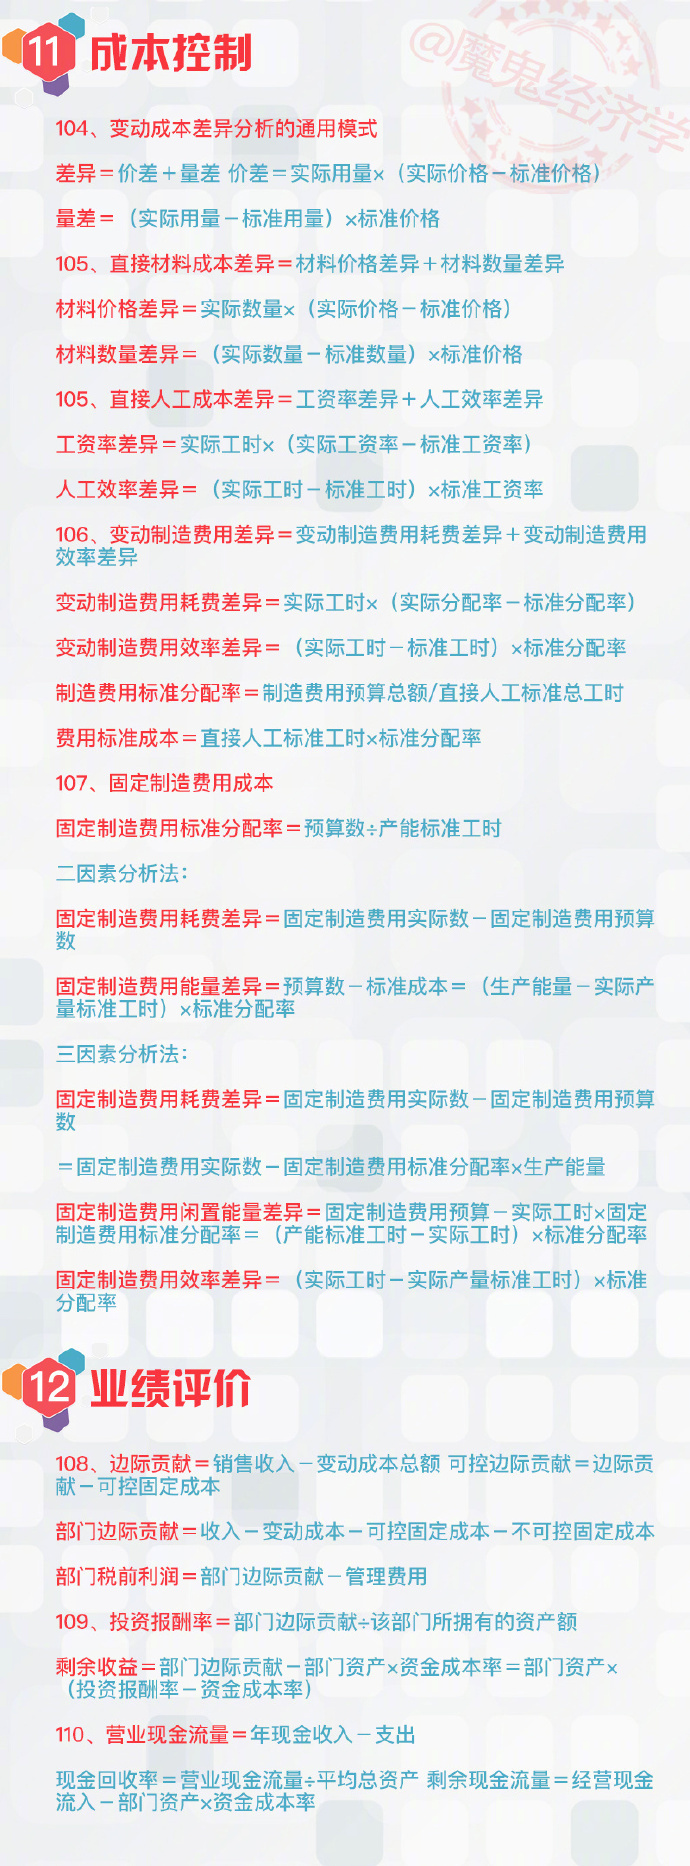 11 成本控制
@魔鬼经济学
104、变动成本差异分析的通用模式
差异＝价差＋量差 价差＝实际用量×（实际价格－标准价格）
量差＝（实际用量－标准用量）×标准价格
105、直接材料成本差异＝材料价格差异＋材料数量差异
材料价格差异＝实际数量×（实际价格－标准价格）
材料数量差异＝（实际数量－标准数量）×标准价格
105、直接人工成本差异＝工资率差异＋人工效率差异
工资率差异＝实际工时×（实际工资率－标准工资率）
人工效率差异＝（实际工时－标准工时）×标准工资率
106、变动制造费用差异＝变动制造费用耗费差异＋变动制造费用
效率差异
变动制造费用耗费差异＝实际工时×（实际分配率－标准分配率）
变动制造费用效率差异＝（实际工时－标准工时）×标准分配率
制造费用标准分配率＝制造费用预算总额/直接人工标准总工时
费用标准成本＝直接人工标准工时×标准分配率
107、固定制造费用成本
固定制造费用标准分配率＝预算数÷产能标准工时
二因素分析法：
固定制造费用耗费差异＝固定制造费用实际数－固定制造费用预算
数
固定制造费用能量差异＝预算数－标准成本＝（生产能量－实际产
量标准工时）×标准分配率
三因素分析法：
固定制造费用耗费差异＝固定制造费用实际数－固定制造费用预算
数
＝固定制造费用实际数－固定制造费用标准分配率×生产能量
固定制造费用闲置能量差异＝固定制造费用预算－实际工时×固定
制造费用标准分配率＝（产能标准工时－实际工时）×标准分配率
固定制造费用效率差异＝（实际工时－实际产量标准工时）×标准
分配率
12 业绩评价
108、边际贡献＝销售收入－变动成本总额 可控边际贡献＝边际贡
献－可控固定成本
部门边际贡献＝收入－变动成本－可控固定成本－不可控固定成本
部门税前利润＝部门边际贡献－管理费用
109、投资报酬率＝部门边际贡献÷该部门所拥有的资产额
剩余收益＝部门边际贡献－部门资产×资金成本率＝部门资产×
（投资报酬率－资金成本率）
110、营业现金流量＝年现金收入－支出
现金回收率＝营业现金流量÷平均总资产 剩余现金流量＝经营现金
流入－部门资产×资金成本率